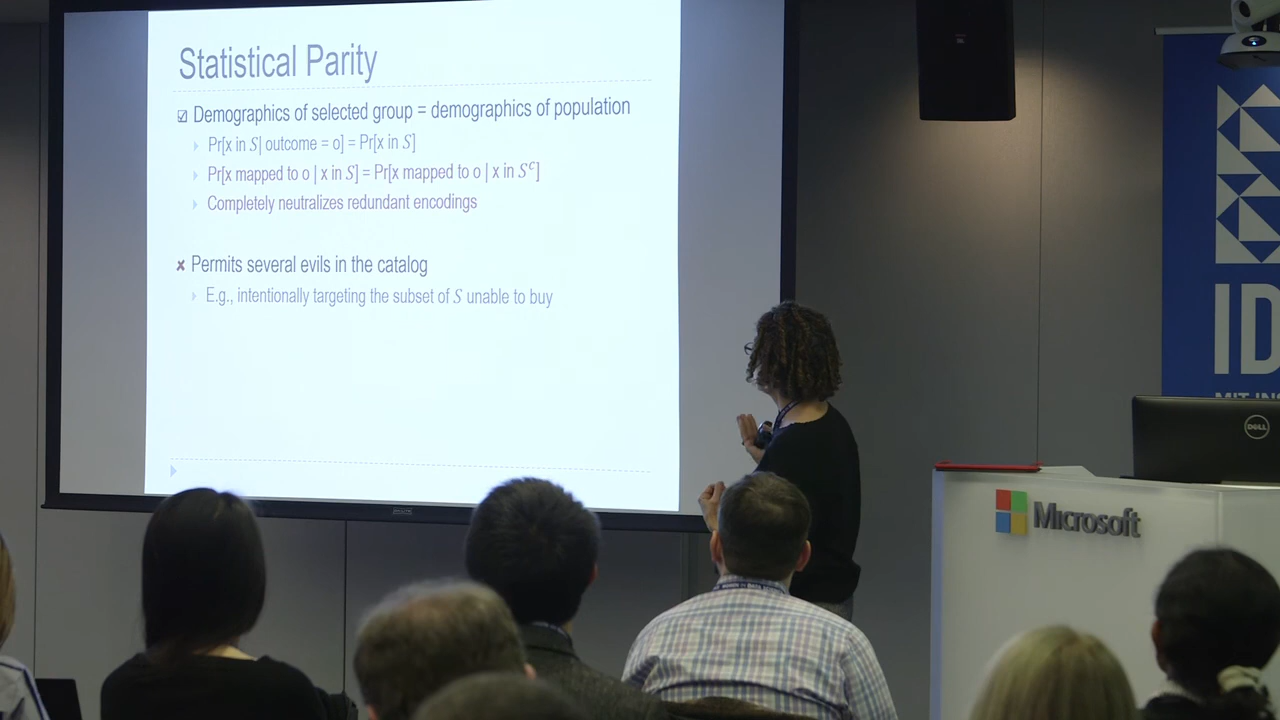 Statistical Parity
Demographics of selected group = demographics of population
Pr[x in S| outcome = o] = Pr[x in S]
Pr[x mapped to o | x in S] = Pr[x mapped to o | x in Sᶜ]
Completely neutralizes redundant encodings
Permits several evils in the catalog
E.g., intentionally targeting the subset of S unable to buy
ID
DELL
Microsoft